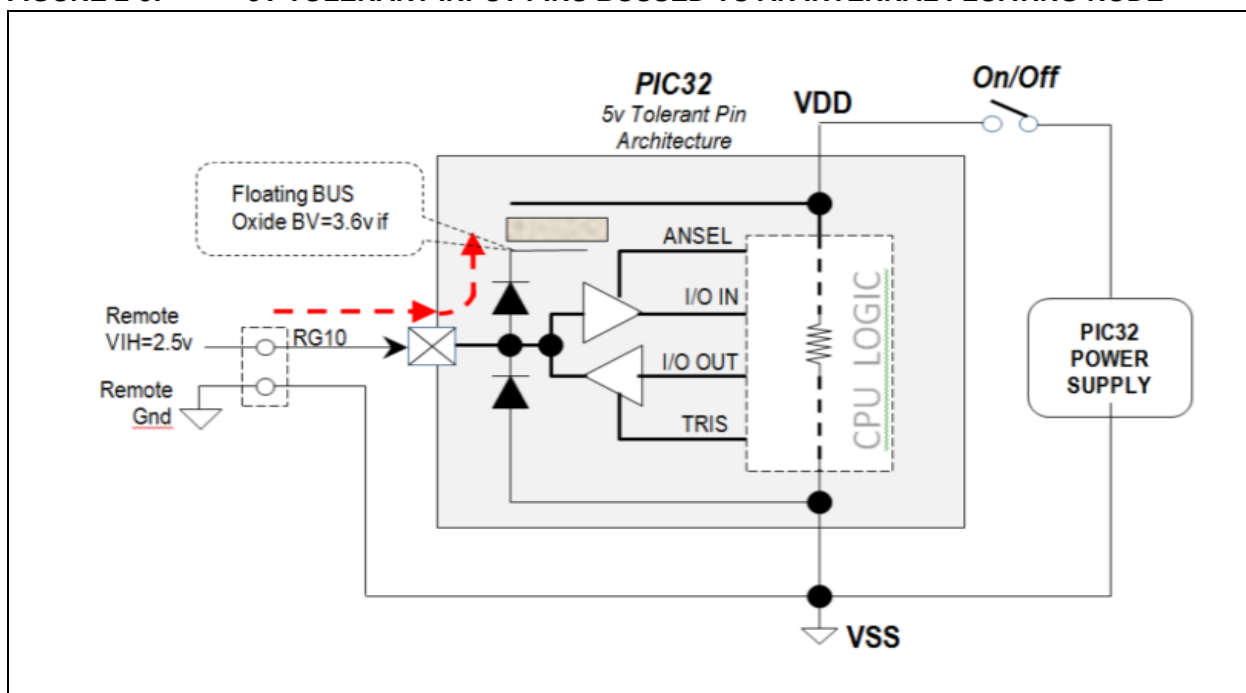 PIC32
5v Tolerant Pin
Architecture
VDD
On/Off
Floating BUS
Oxide BV=3.6v if
ANSEL
I/O IN
I/O OUT
TRIS
CPU LOGIC
Remote
VIH=2.5v
RG10
Remote
Gnd
PIC32
POWER
SUPPLY
VSS